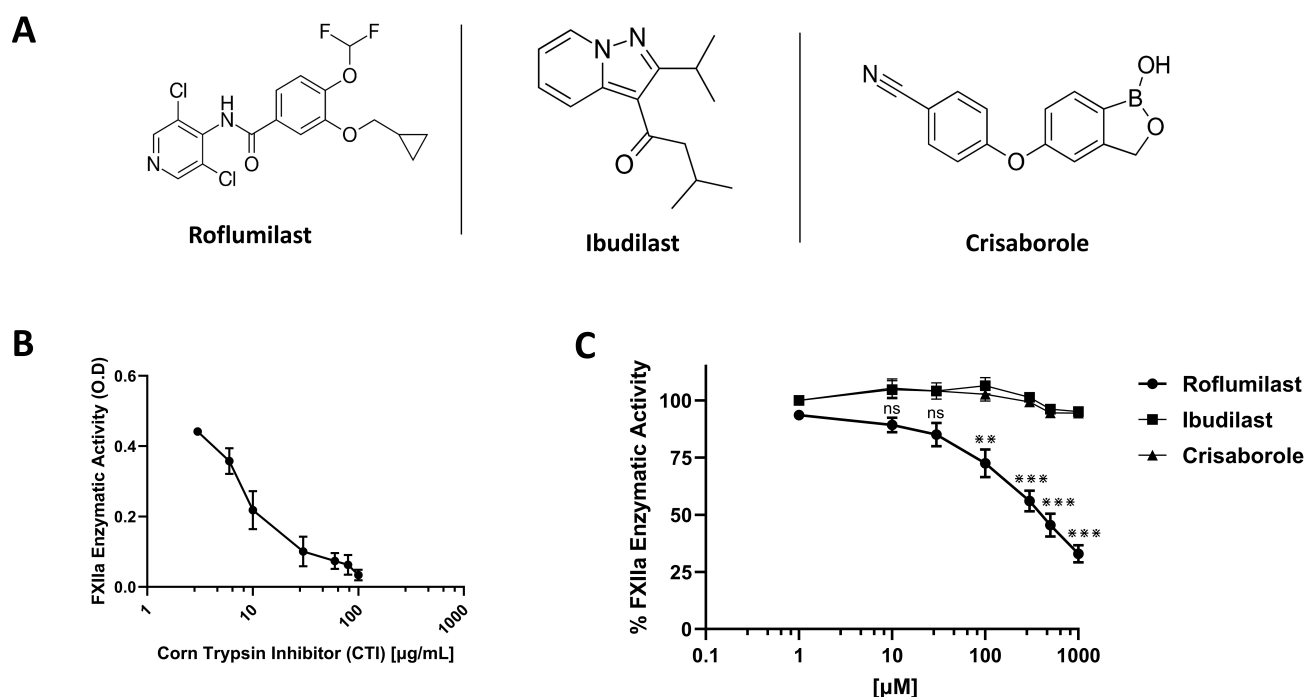 A
F F
O
Cl
H
N
O
O
N
Cl
Roflumilast
N N
O
Ibudilast
N
O
OH
B
O
Crisaborole
B
FXIIa Enzymatic Activity (O.D)
0.6
0.4
0.2
0.0
1 10 100 1000
Corn Trypsin Inhibitor (CTI) [µg/mL]
C
% FXIIa Enzymatic Activity
100
75
50
25
0
ns ns ** *** *** ***
0.1 1 10 100 1000
[µM]
Roflumilast
Ibudilast
Crisaborole